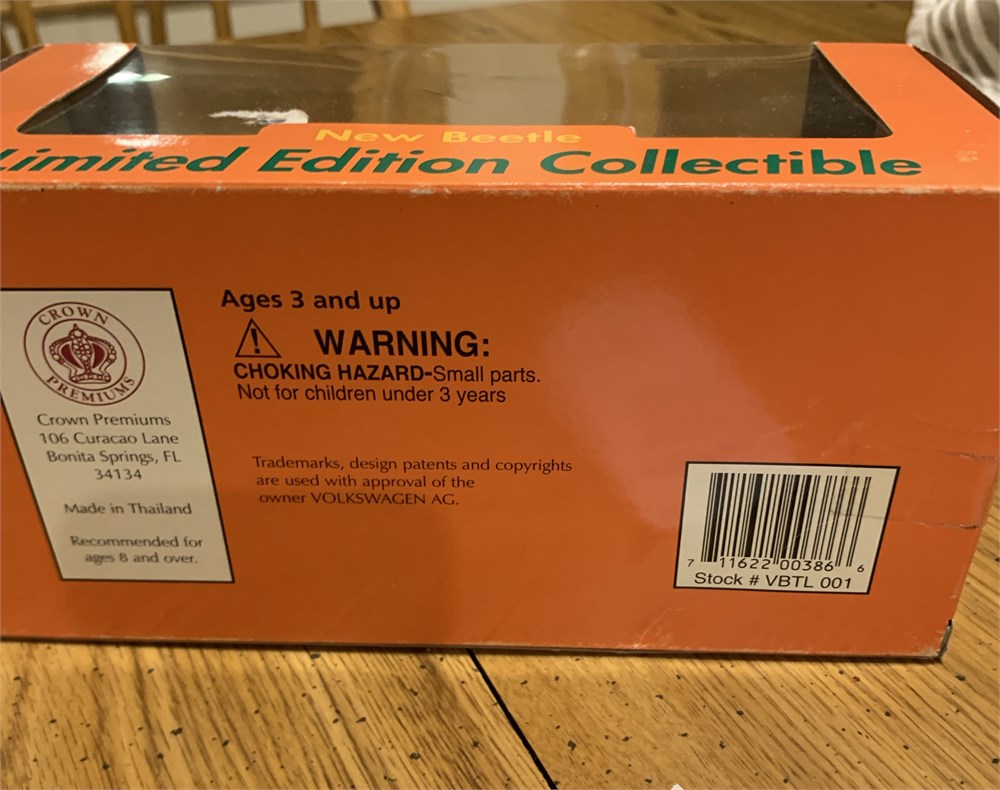 New Beetle
Limited Edition Collectible
CROWN
PREMIUMS
Crown Premiums
106 Curacao Lane
Bonita Springs, FL
34134
Made in Thailand
Recommended for
ages 8 and over.
Ages 3 and up
WARNING:
CHOKING HAZARD-Small parts.
Not for children under 3 years
Trademarks, design patents and copyrights
are used with approval of the
owner VOLKSWAGEN AG.
7 11622 00386 6
Stock # VBTL 001